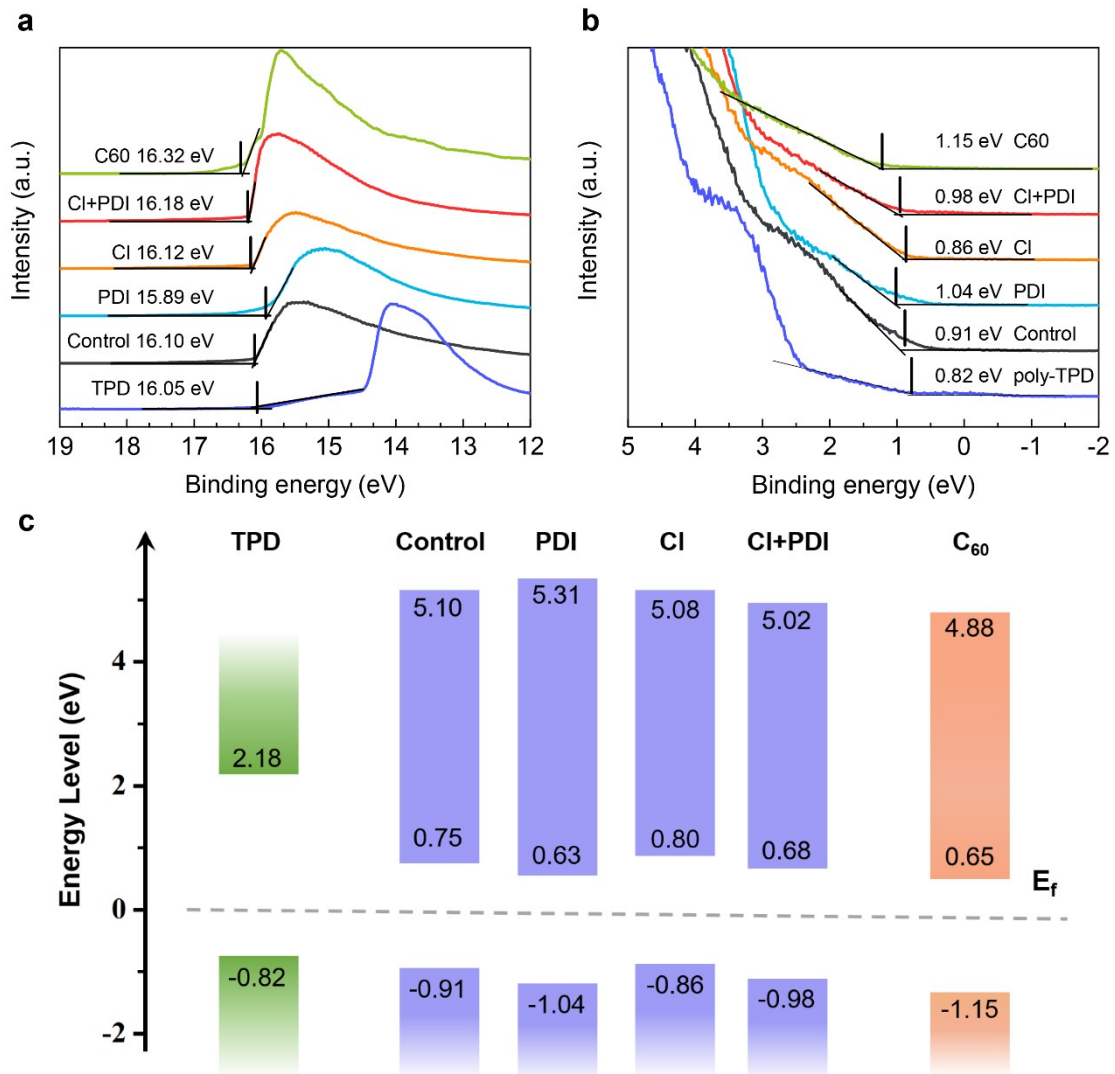 a
Intensity (a.u.)
C60 16.32 eV
Cl+PDI 16.18 eV
Cl 16.12 eV
PDI 15.89 eV
Control 16.10 eV
TPD 16.05 eV
19 18 17 16 15 14 13 12
Binding energy (eV)
b
Intensity (a.u.)
1.15 eV C60
0.98 eV Cl+PDI
0.86 eV Cl
1.04 eV PDI
0.91 eV Control
0.82 eV poly-TPD
5 4 3 2 1 0 -1 -2
Binding energy (eV)
c
Energy Level (eV)
TPD Control PDI Cl Cl+PDI C₆₀
5.10 5.31 5.08 5.02 4.88
4
2.18
2
0.75 0.63 0.80 0.68 0.65
E_f
0
-0.82 -0.91 -1.04 -0.86 -0.98 -1.15
-2